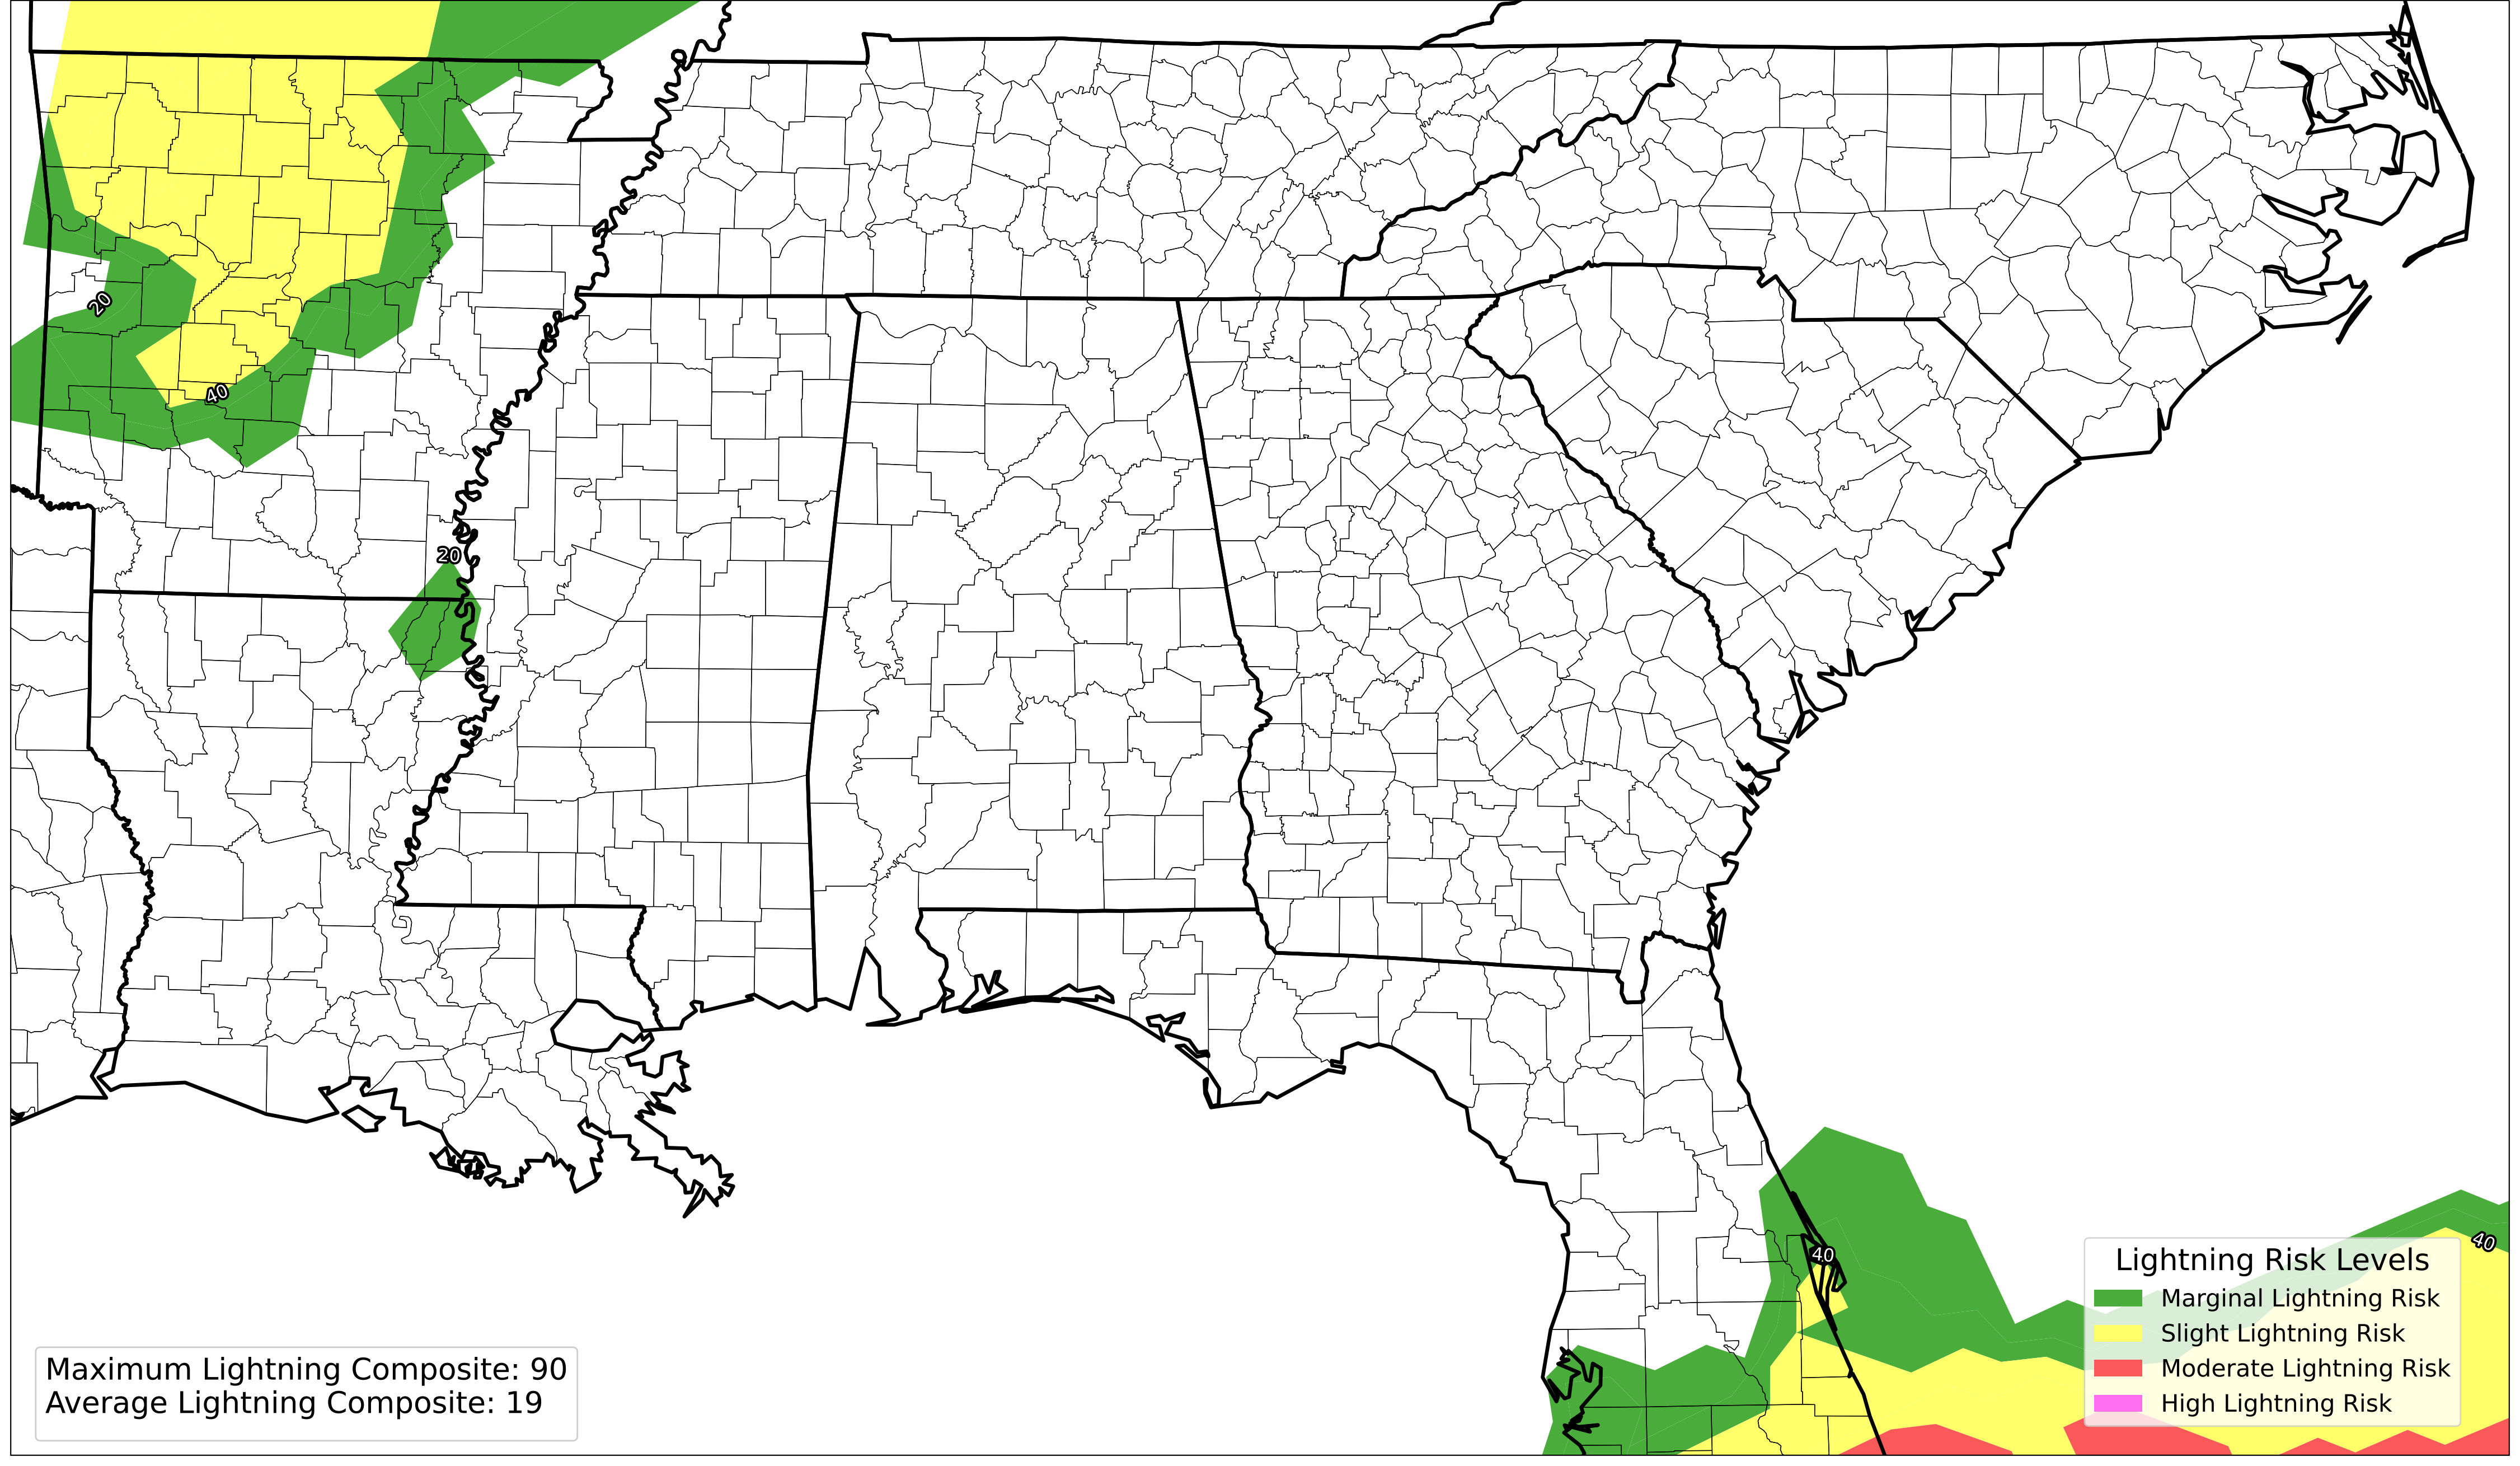 20
40
20
40
40
Lightning Risk Levels
Marginal Lightning Risk
Slight Lightning Risk
Moderate Lightning Risk
High Lightning Risk
Maximum Lightning Composite: 90
Average Lightning Composite: 19